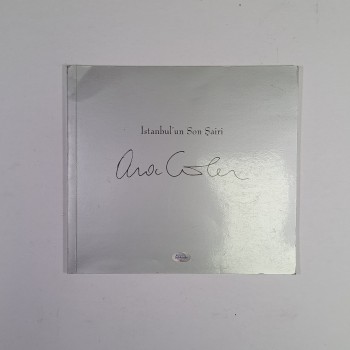 İstanbul'un Son Şairi
Ara Güler